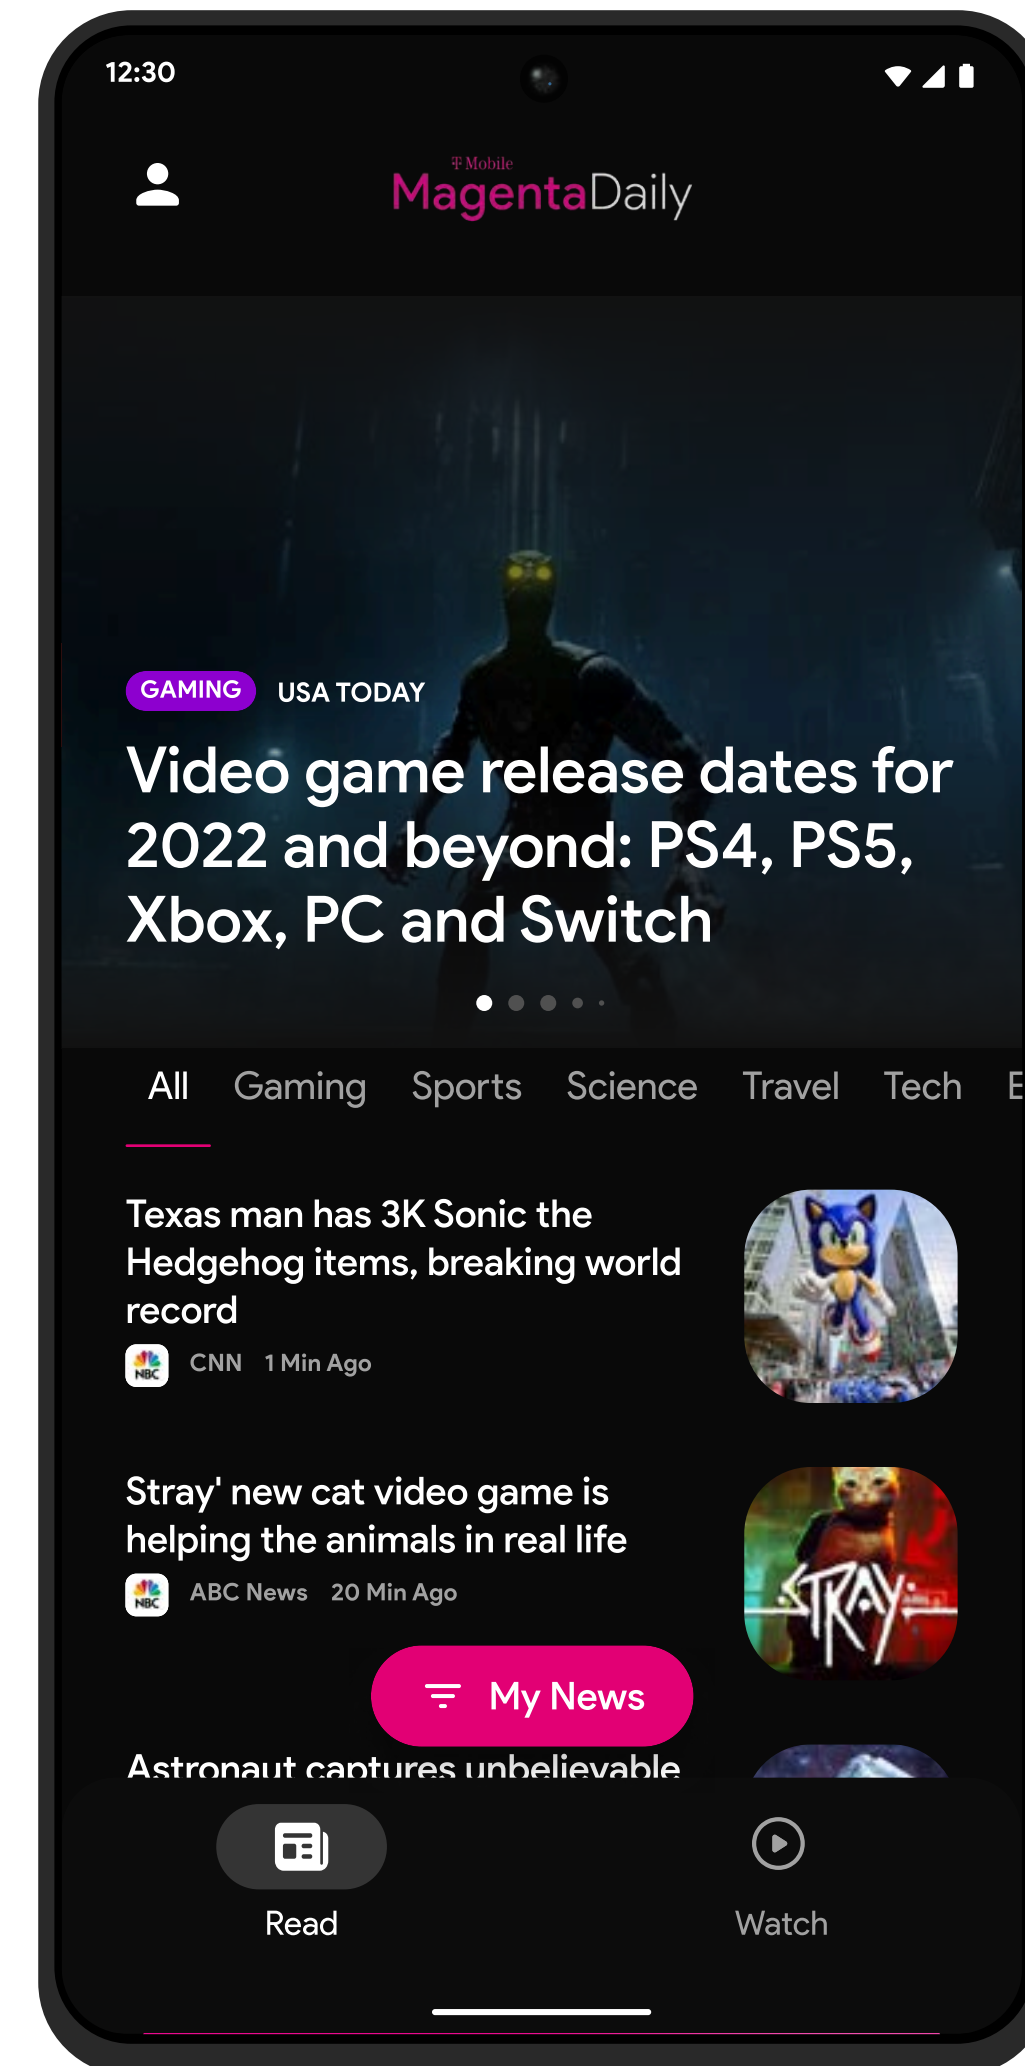 12:30
T Mobile
MagentaDaily
GAMING USA TODAY
Video game release dates for
2022 and beyond: PS4, PS5,
Xbox, PC and Switch
All Gaming Sports Science Travel Tech E
Texas man has 3K Sonic the
Hedgehog items, breaking world
record
NBC CNN 1 Min Ago
Stray' new cat video game is
helping the animals in real life
NBC ABC News 20 Min Ago
STRAY
My News
Astronaut captures unbelievable
Read Watch